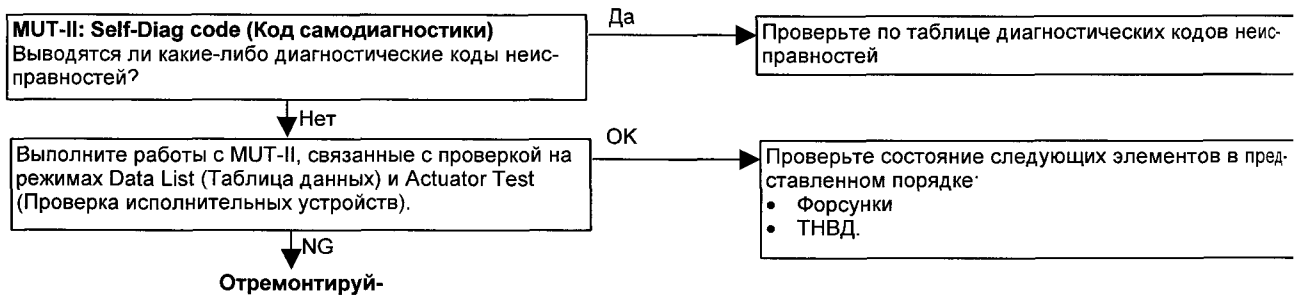 MUT-II: Self-Diag code (Код самодиагностики)
Выводятся ли какие-либо диагностические коды неис-
правностей?
Да
Проверьте по таблице диагностических кодов неис-
правностей
Нет
Выполните работы с MUT-II, связанные с проверкой на
режимах Data List (Таблица данных) и Actuator Test
(Проверка исполнительных устройств).
OK
Проверьте состояние следующих элементов в пред-
ставленном порядке:
• Форсунки
• ТНВД.
NG
Отремонтируй-